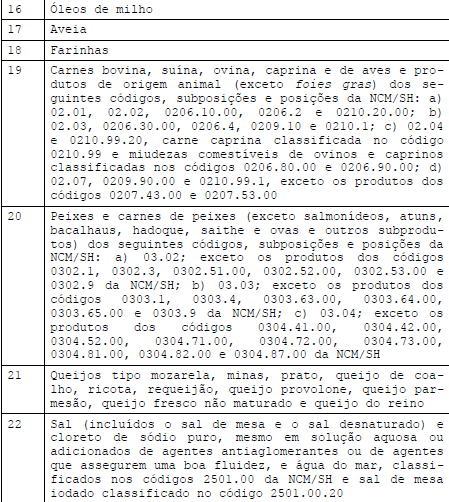 16 Óleos de milho
17 Aveia
18 Farinhas
19 Carnes bovina, suína, ovina, caprina e de aves e pro-
dutos de origem animal (exceto foies gras) dos se-
guintes códigos, subposições e posições da NCM/SH: a)
02.01, 02.02, 0206.10.00, 0206.2 e 0210.20.00; b)
02.03, 0206.30.00, 0206.4, 0209.10 e 0210.1; c) 02.04
e 0210.99.20, carne caprina classificada no código
0210.99 e miudezas comestíveis de ovinos e caprinos
classificadas nos códigos 0206.80.00 e 0206.90.00; d)
02.07, 0209.90.00 e 0210.99.1, exceto os produtos dos
códigos 0207.43.00 e 0207.53.00
20 Peixes e carnes de peixes (exceto salmonídeos, atuns,
bacalhaus, hadoque, saithe e ovas e outros subprodu-
tos) dos seguintes códigos, subposições e posições da
NCM/SH: a) 03.02; exceto os produtos dos códigos
0302.1, 0302.3, 0302.51.00, 0302.52.00, 0302.53.00 e
0302.9 da NCM/SH; b) 03.03; exceto os produtos dos
códigos 0303.1, 0303.4, 0303.63.00, 0303.64.00,
0303.65.00 e 0303.9 da NCM/SH; c) 03.04; exceto os
produtos dos códigos 0304.41.00, 0304.42.00,
0304.52.00, 0304.71.00, 0304.72.00, 0304.73.00,
0304.81.00, 0304.82.00 e 0304.87.00 da NCM/SH
21 Queijos tipo mozarela, minas, prato, queijo de coa-
lho, ricota, requeijão, queijo provolone, queijo par-
mesão, queijo fresco não maturado e queijo do reino
22 Sal (incluídos o sal de mesa e o sal desnaturado) e
cloreto de sódio puro, mesmo em solução aquosa ou
adicionados de agentes antiaglomerantes ou de agentes
que assegurem uma boa fluidez, e água do mar, classi-
ficados nos códigos 2501.00 da NCM/SH e sal de mesa
iodado classificado no código 2501.00.20